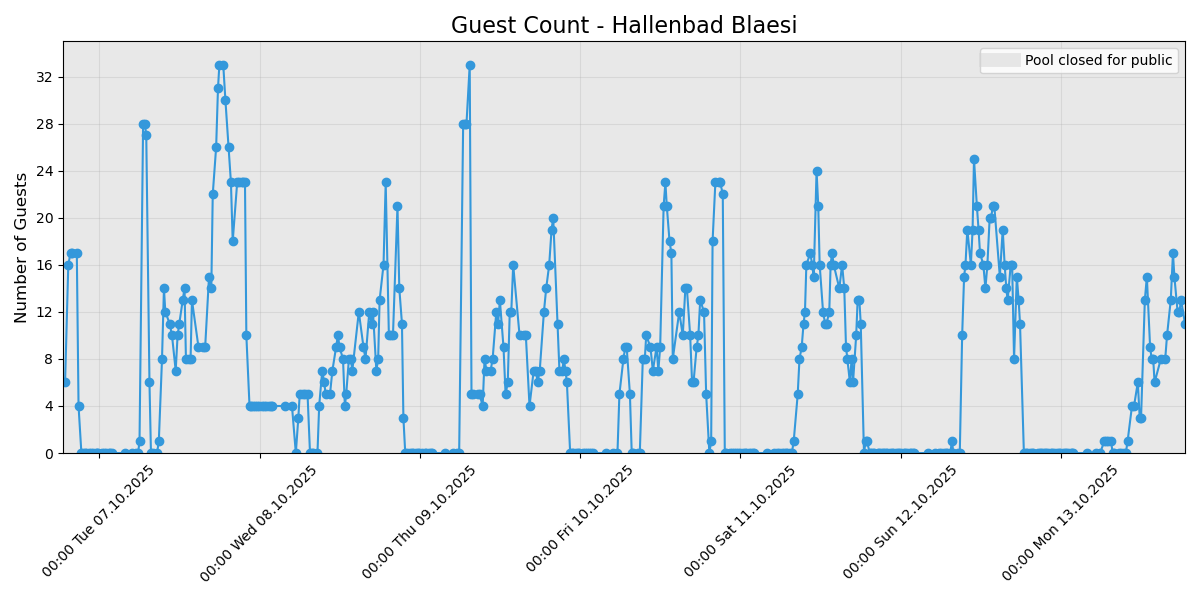 Guest Count - Hallenbad Blaesi
Pool closed for public
Number of Guests
32
28
24
20
16
12
8
4
0
00:00 Tue 07.10.2025
00:00 Wed 08.10.2025
00:00 Thu 09.10.2025
00:00 Fri 10.10.2025
00:00 Sat 11.10.2025
00:00 Sun 12.10.2025
00:00 Mon 13.10.2025